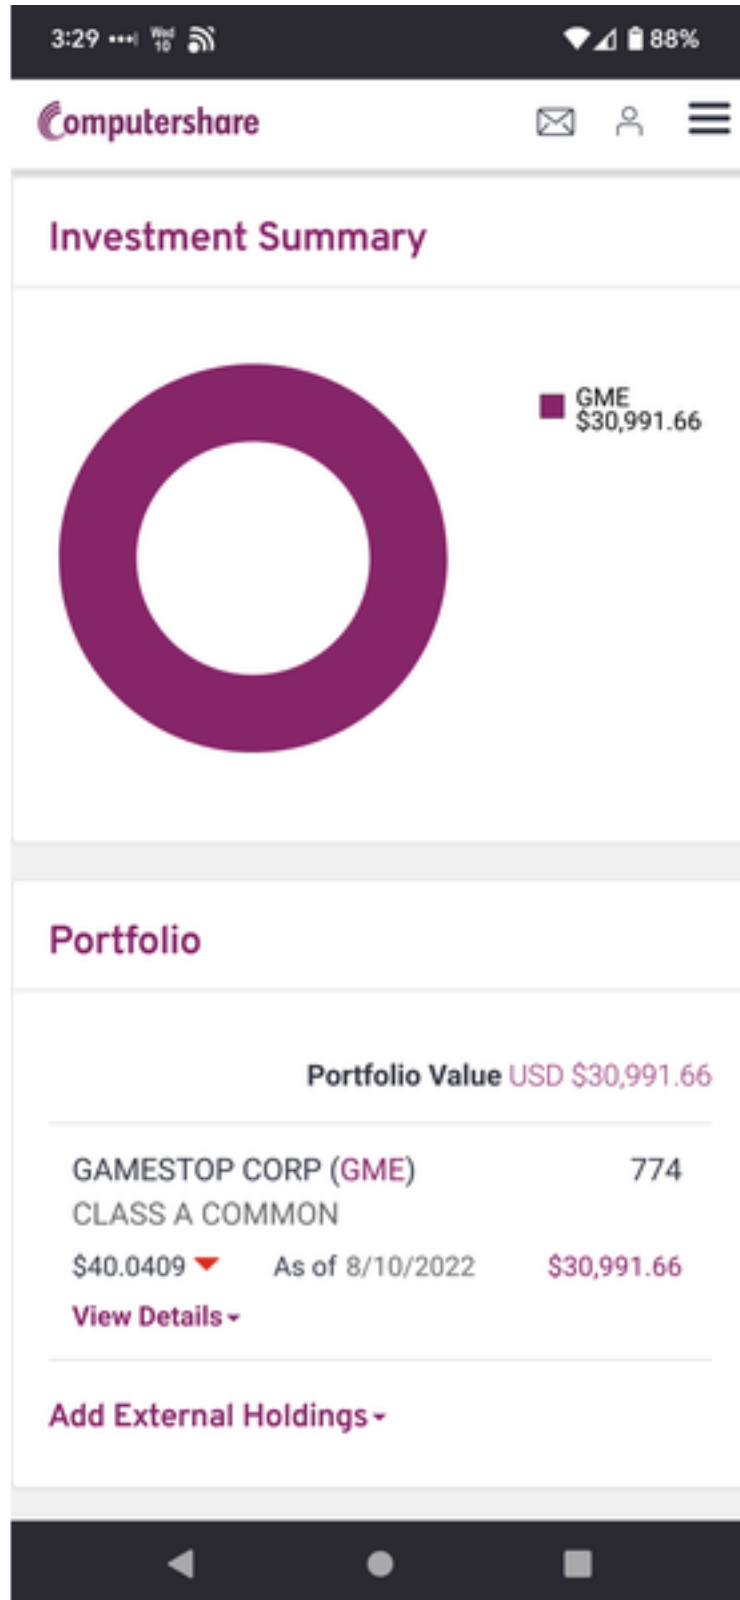 3:29 Wed 10 88%
Computershare
Investment Summary
GME
$30,991.66
Portfolio
Portfolio Value USD $30,991.66
GAMESTOP CORP (GME) 774
CLASS A COMMON
$40.0409 As of 8/10/2022 $30,991.66
View Details
Add External Holdings